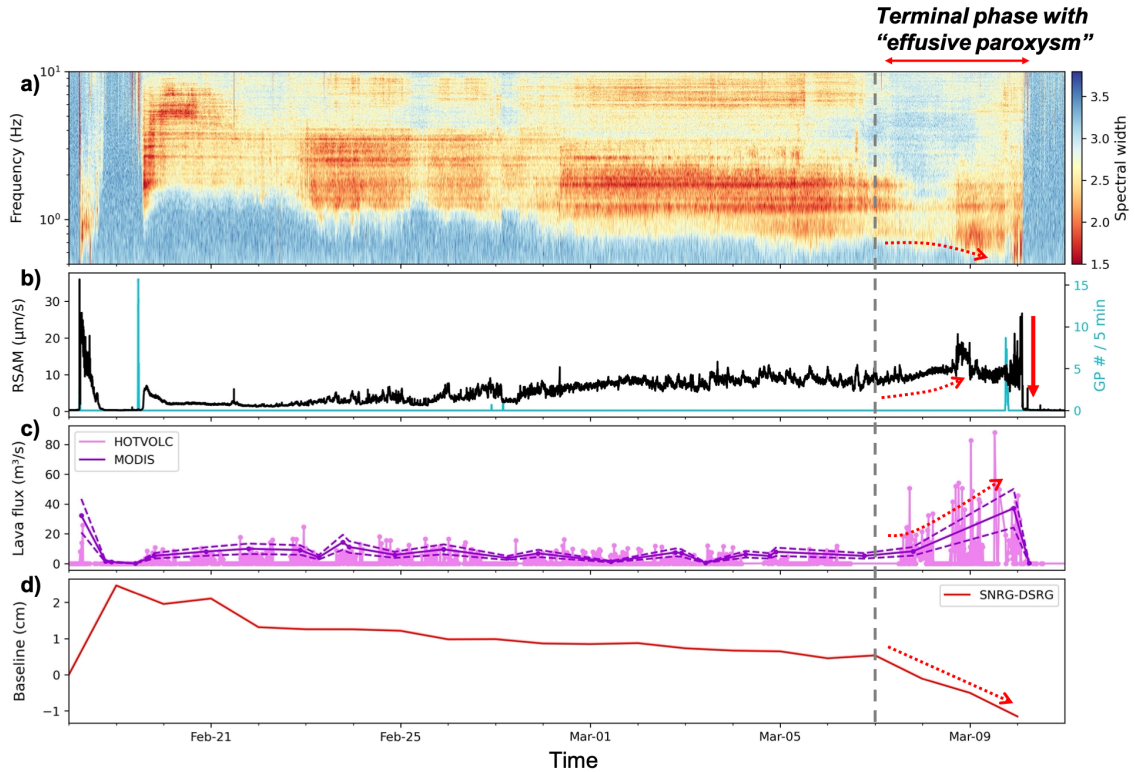 Terminal phase with
“effusive paroxysm”
a)
Frequency (Hz)
10¹
10⁰
3.5
3.0
2.5
2.0
1.5
Spectral width
b)
RSAM (μm/s)
30
20
10
0
15
10
5
0
GP # / 5 min
c)
Lava flux (m³/s)
80
60
40
20
0
HOTVOLC
MODIS
d)
Baseline (cm)
2
1
0
−1
SNRG-DSRG
Feb-21
Feb-25
Mar-01
Mar-05
Mar-09
Time